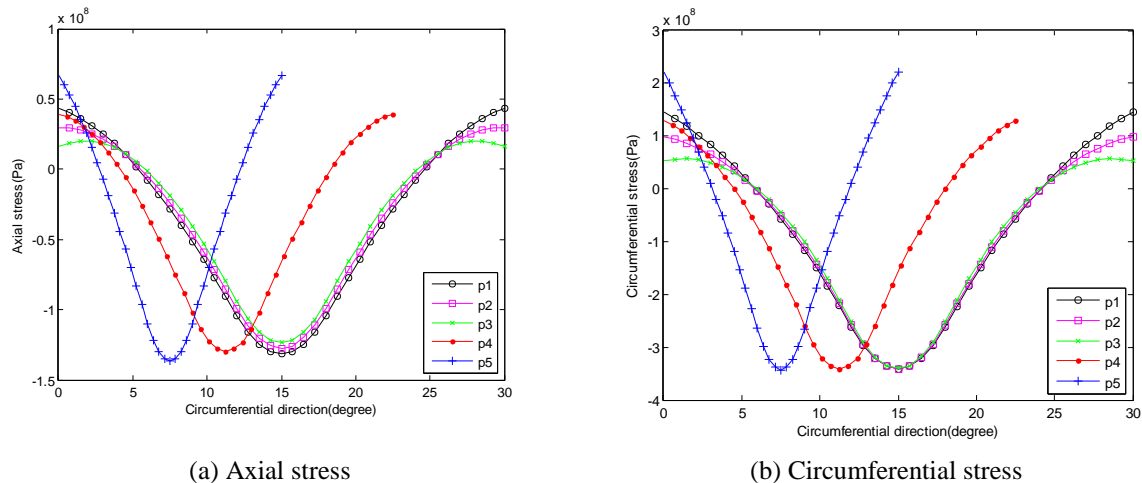 x 10^8
1
0.5
0
-0.5
-1
-1.5
Axial stress(Pa)
0 5 10 15 20 25 30
Circumferential direction(degree)
p1
p2
p3
p4
p5
(a) Axial stress
x 10^8
3
2
1
0
-1
-2
-3
-4
Circumferential stress(Pa)
0 5 10 15 20 25 30
Circumferential direction(degree)
p1
p2
p3
p4
p5
(b) Circumferential stress